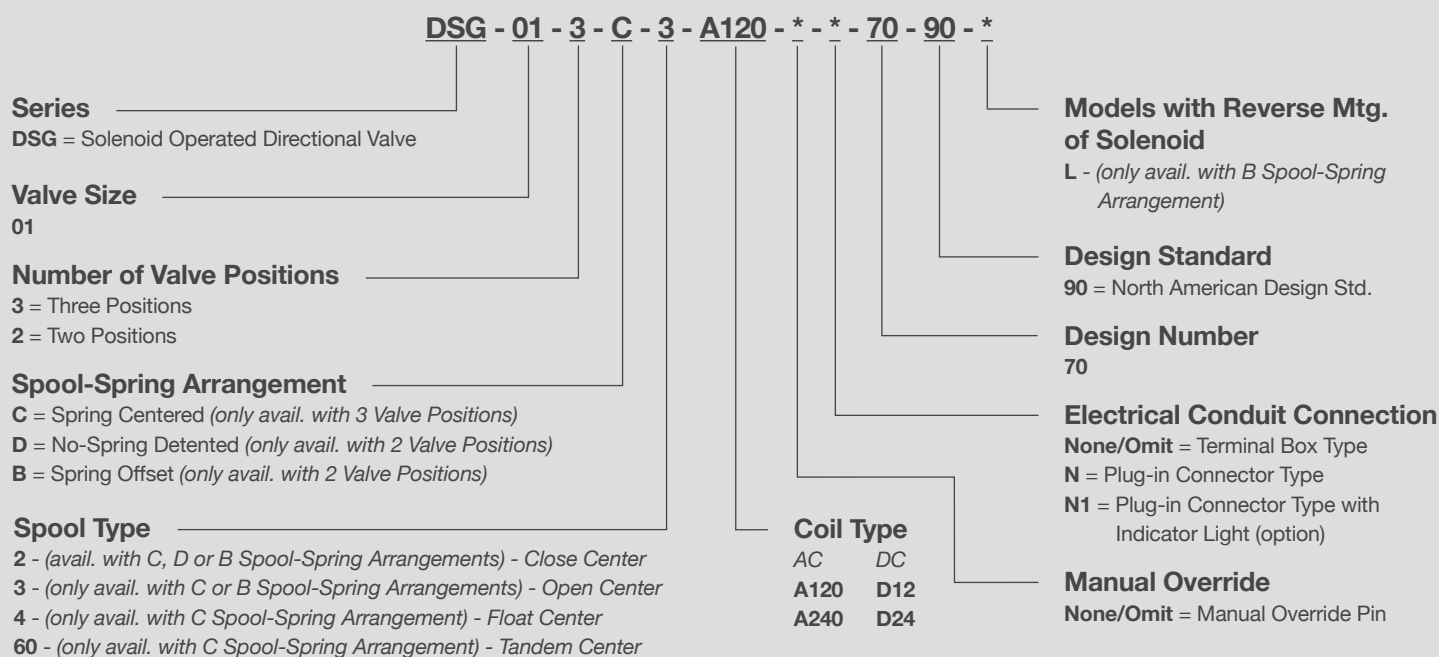 DSG - 01 - 3 - C - 3 - A120 - * - * - 70 - 90 - *
Series
DSG = Solenoid Operated Directional Valve
Valve Size
01
Number of Valve Positions
3 = Three Positions
2 = Two Positions
Spool-Spring Arrangement
C = Spring Centered (only avail. with 3 Valve Positions)
D = No-Spring Detented (only avail. with 2 Valve Positions)
B = Spring Offset (only avail. with 2 Valve Positions)
Spool Type
2 - (avail. with C, D or B Spool-Spring Arrangements) - Close Center
3 - (only avail. with C or B Spool-Spring Arrangements) - Open Center
4 - (only avail. with C Spool-Spring Arrangement) - Float Center
60 - (only avail. with C Spool-Spring Arrangement) - Tandem Center
Coil Type
AC DC
A120 D12
A240 D24
Models with Reverse Mtg.
of Solenoid
L - (only avail. with B Spool-Spring
Arrangement)
Design Standard
90 = North American Design Std.
Design Number
70
Electrical Conduit Connection
None/Omit = Terminal Box Type
N = Plug-in Connector Type
N1 = Plug-in Connector Type with
Indicator Light (option)
Manual Override
None/Omit = Manual Override Pin